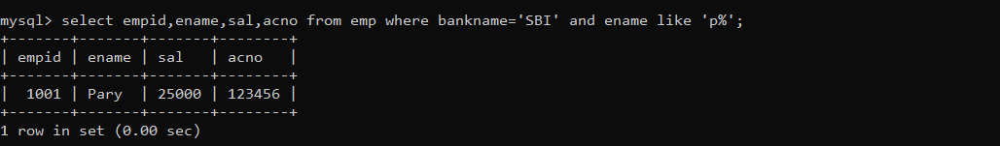 mysql> select empid,ename,sal,acno from emp where bankname='SBI' and ename like 'p%';
+-------+-------+-------+--------+
| empid | ename | sal   | acno   |
+-------+-------+-------+--------+
|  1001 | Pary  | 25000 | 123456 |
+-------+-------+-------+--------+
1 row in set (0.00 sec)